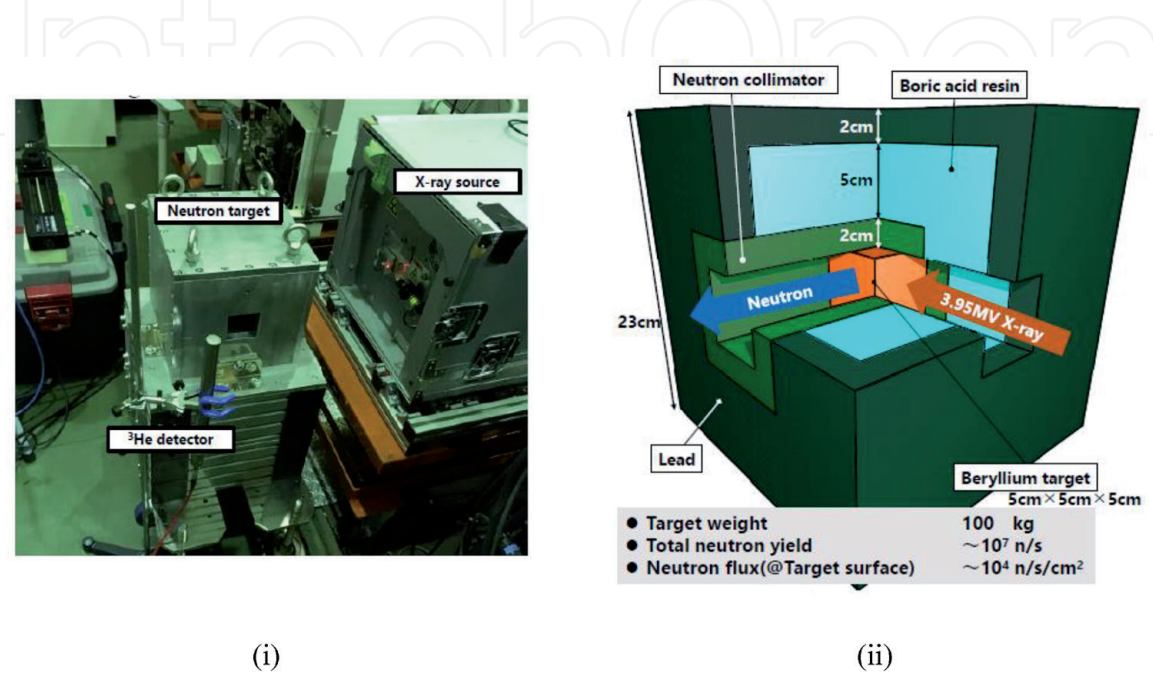 IntechOpen
X-ray source
Neutron target
³He detector
(i)
Neutron collimator
Boric acid resin
2cm
5cm
2cm
Neutron
3.95MV X-ray
23cm
Lead
Beryllium target
5cm×5cm×5cm
● Target weight 100 kg
● Total neutron yield ～10⁷ n/s
● Neutron flux(@Target surface) ～10⁴ n/s/cm²
(ii)